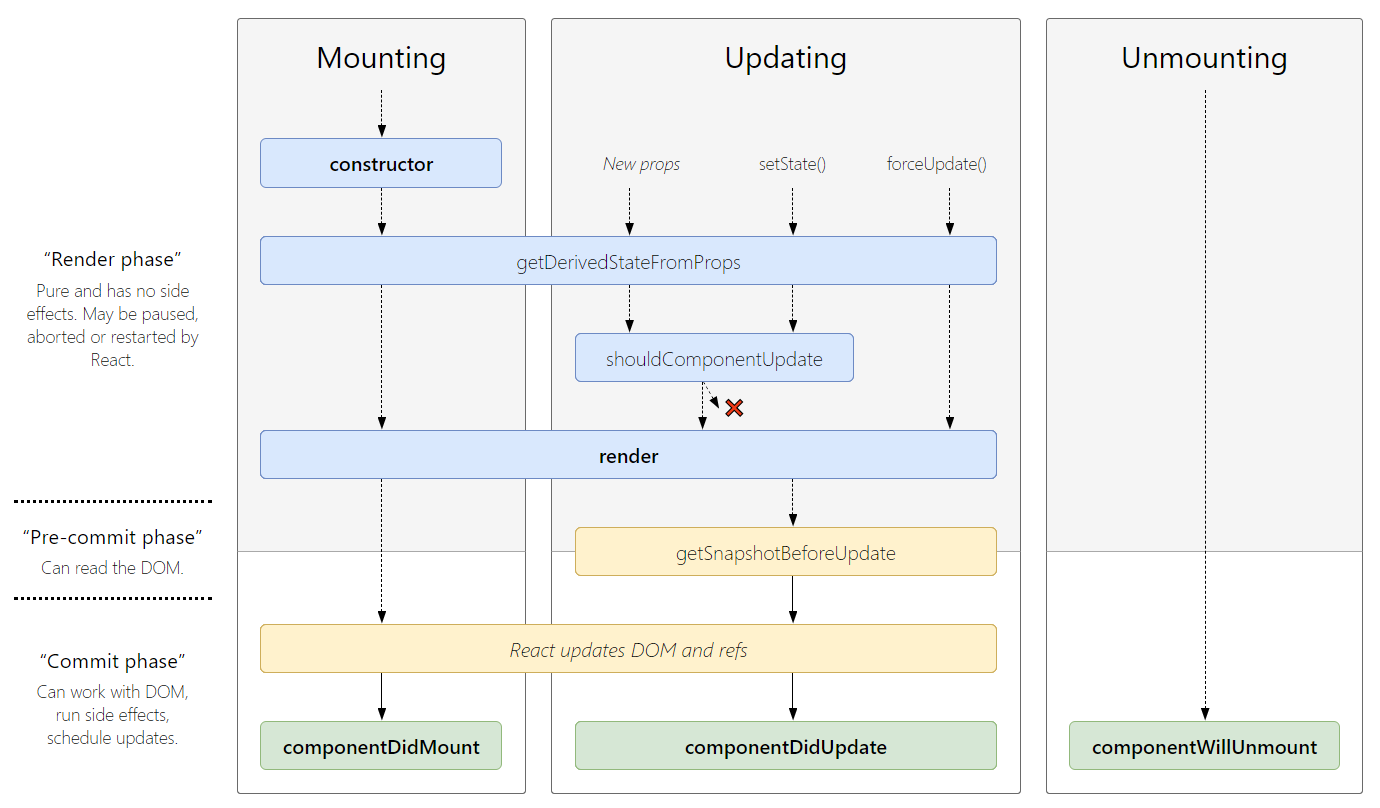 Mounting
Updating
Unmounting
constructor
New props
setState()
forceUpdate()
“Render phase”
Pure and has no side
effects. May be paused,
aborted or restarted by
React.
getDerivedStateFromProps
shouldComponentUpdate
render
“Pre-commit phase”
Can read the DOM.
getSnapshotBeforeUpdate
React updates DOM and refs
“Commit phase”
Can work with DOM,
run side effects,
schedule updates.
componentDidMount
componentDidUpdate
componentWillUnmount